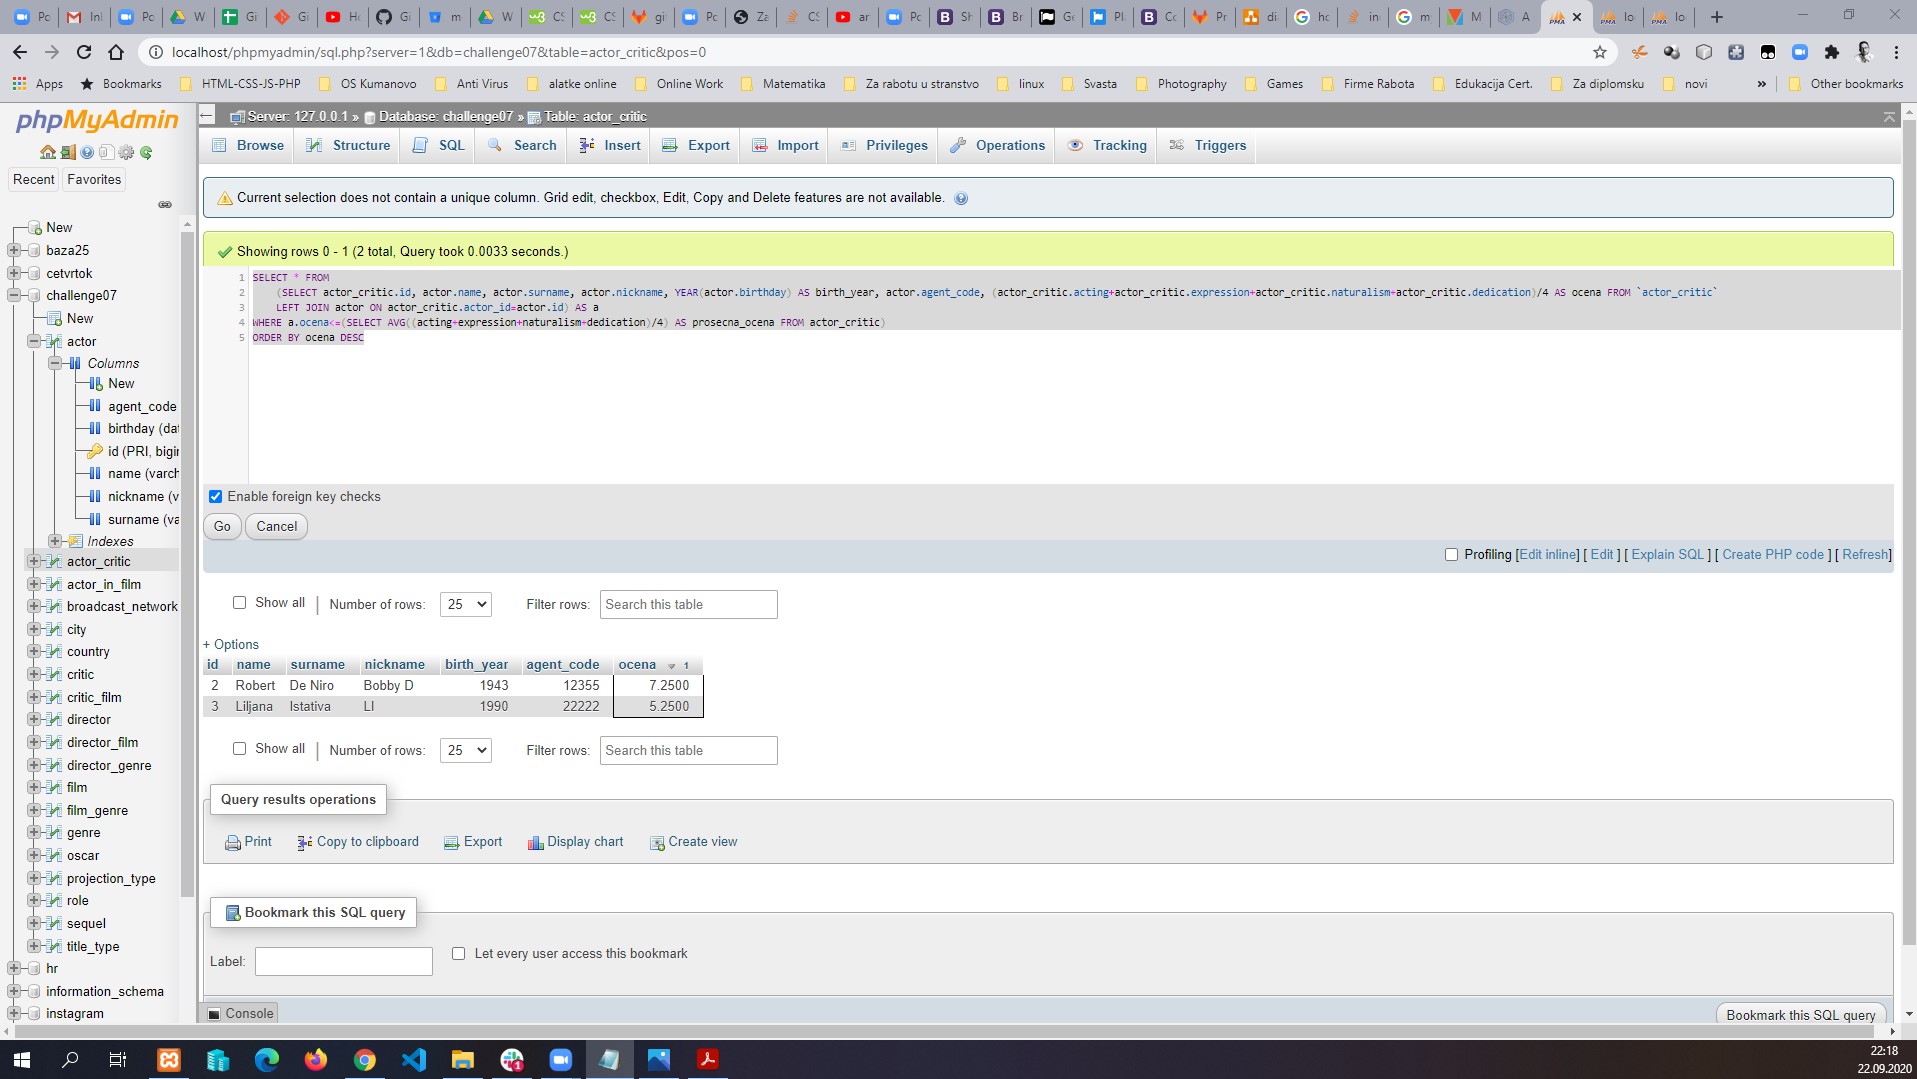 localhost/phpmyadmin/sql.php?server=1&db=challenge07&table=actor_critic&pos=0
Apps Bookmarks HTML-CSS-JS-PHP OS Kumanovo Anti Virus alatke online Online Work Matematika Za rabotu u stranstvo linux Svasta Photography Games Firme Rabota Edukacija Cert. Za diplomsku novi » Other bookmarks
phpMyAdmin
Recent Favorites
New
baza25
cetvrtok
challenge07
New
actor
Columns
New
agent_code
birthday (dat
id (PRI, bigin
name (varch
nickname (v
surname (va
Indexes
actor_critic
actor_in_film
broadcast_network
city
country
critic
critic_film
director
director_film
director_genre
film
film_genre
genre
oscar
projection_type
role
sequel
title_type
hr
information_schema
instagram
Server: 127.0.0.1 » Database: challenge07 » Table: actor_critic
Browse Structure SQL Search Insert Export Import Privileges Operations Tracking Triggers
Current selection does not contain a unique column. Grid edit, checkbox, Edit, Copy and Delete features are not available.
Showing rows 0 - 1 (2 total, Query took 0.0033 seconds.)
1 SELECT * FROM
2 (SELECT actor_critic.id, actor.name, actor.surname, actor.nickname, YEAR(actor.birthday) AS birth_year, actor.agent_code, (actor_critic.acting+actor_critic.expression+actor_critic.naturalism+actor_critic.dedication)/4 AS ocena FROM `actor_critic`
3 LEFT JOIN actor ON actor_critic.actor_id=actor.id) AS a
4 WHERE a.ocena<=(SELECT AVG((acting+expression+naturalism+dedication)/4) AS prosecna_ocena FROM actor_critic)
5 ORDER BY ocena DESC
Enable foreign key checks
Go Cancel
Profiling [Edit inline] [ Edit ] [ Explain SQL ] [ Create PHP code ] [ Refresh]
Show all | Number of rows: 25 Filter rows: Search this table
+ Options
id name surname nickname birth_year agent_code ocena 1
2 Robert De Niro Bobby D 1943 12355 7.2500
3 Liljana Istativa LI 1990 22222 5.2500
Show all | Number of rows: 25 Filter rows: Search this table
Query results operations
Print Copy to clipboard Export Display chart Create view
Bookmark this SQL query
Label: Let every user access this bookmark
Console
Bookmark this SQL query
22:18
22.09.2020